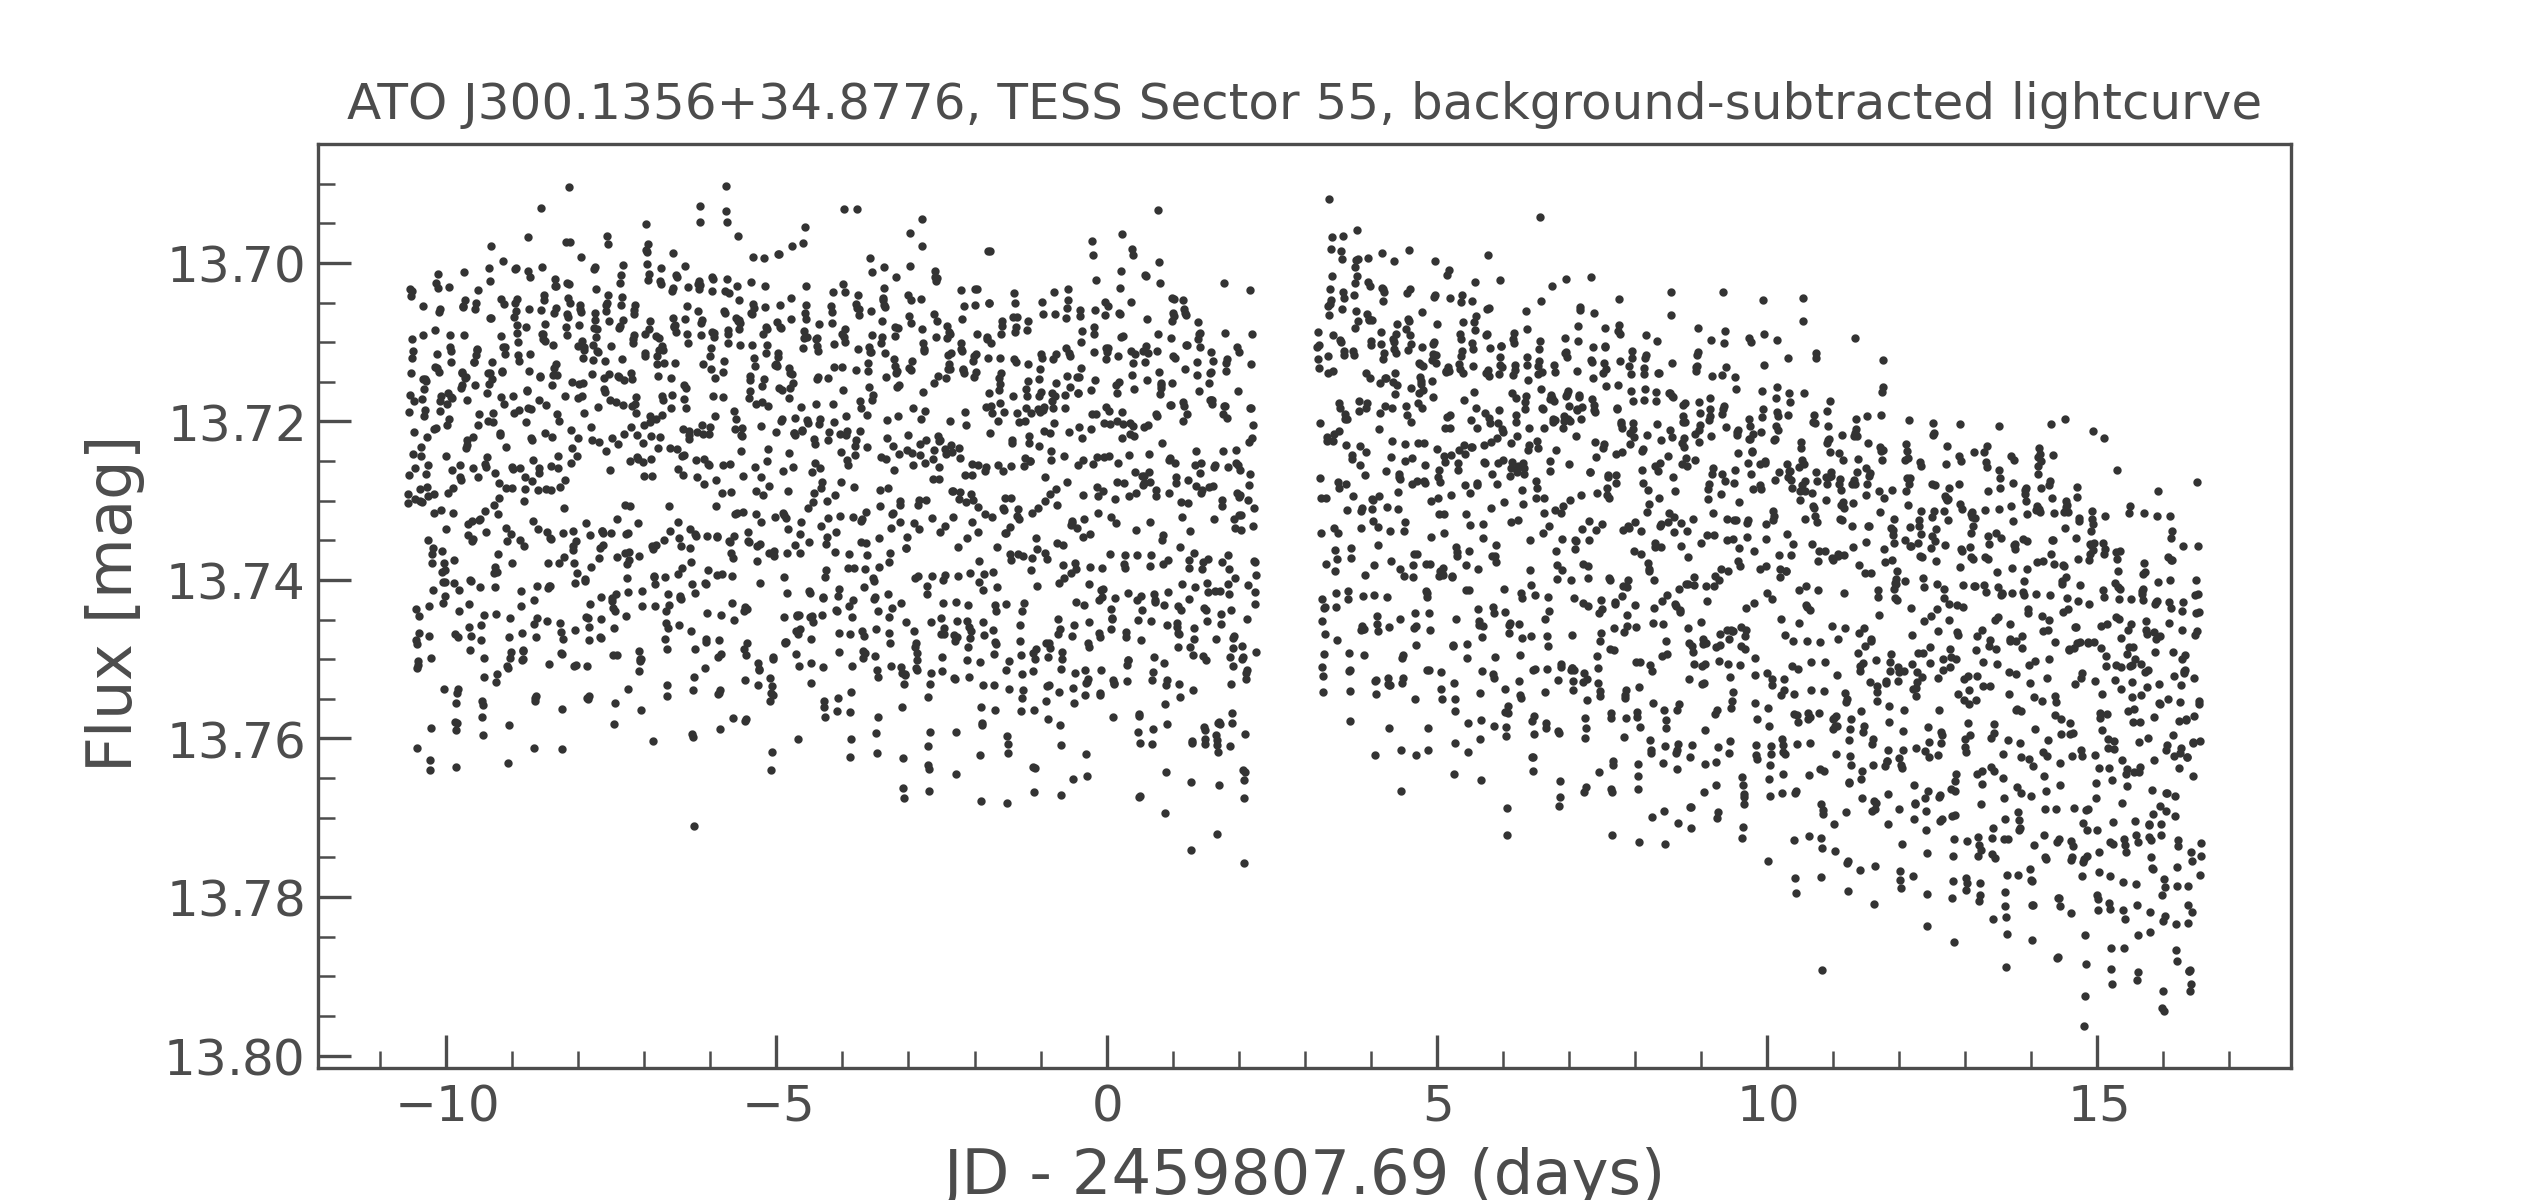 ATO J300.1356+34.8776, TESS Sector 55, background-subtracted lightcurve
Flux [mag]
13.70
13.72
13.74
13.76
13.78
13.80
−10 −5 0 5 10 15
JD - 2459807.69 (days)